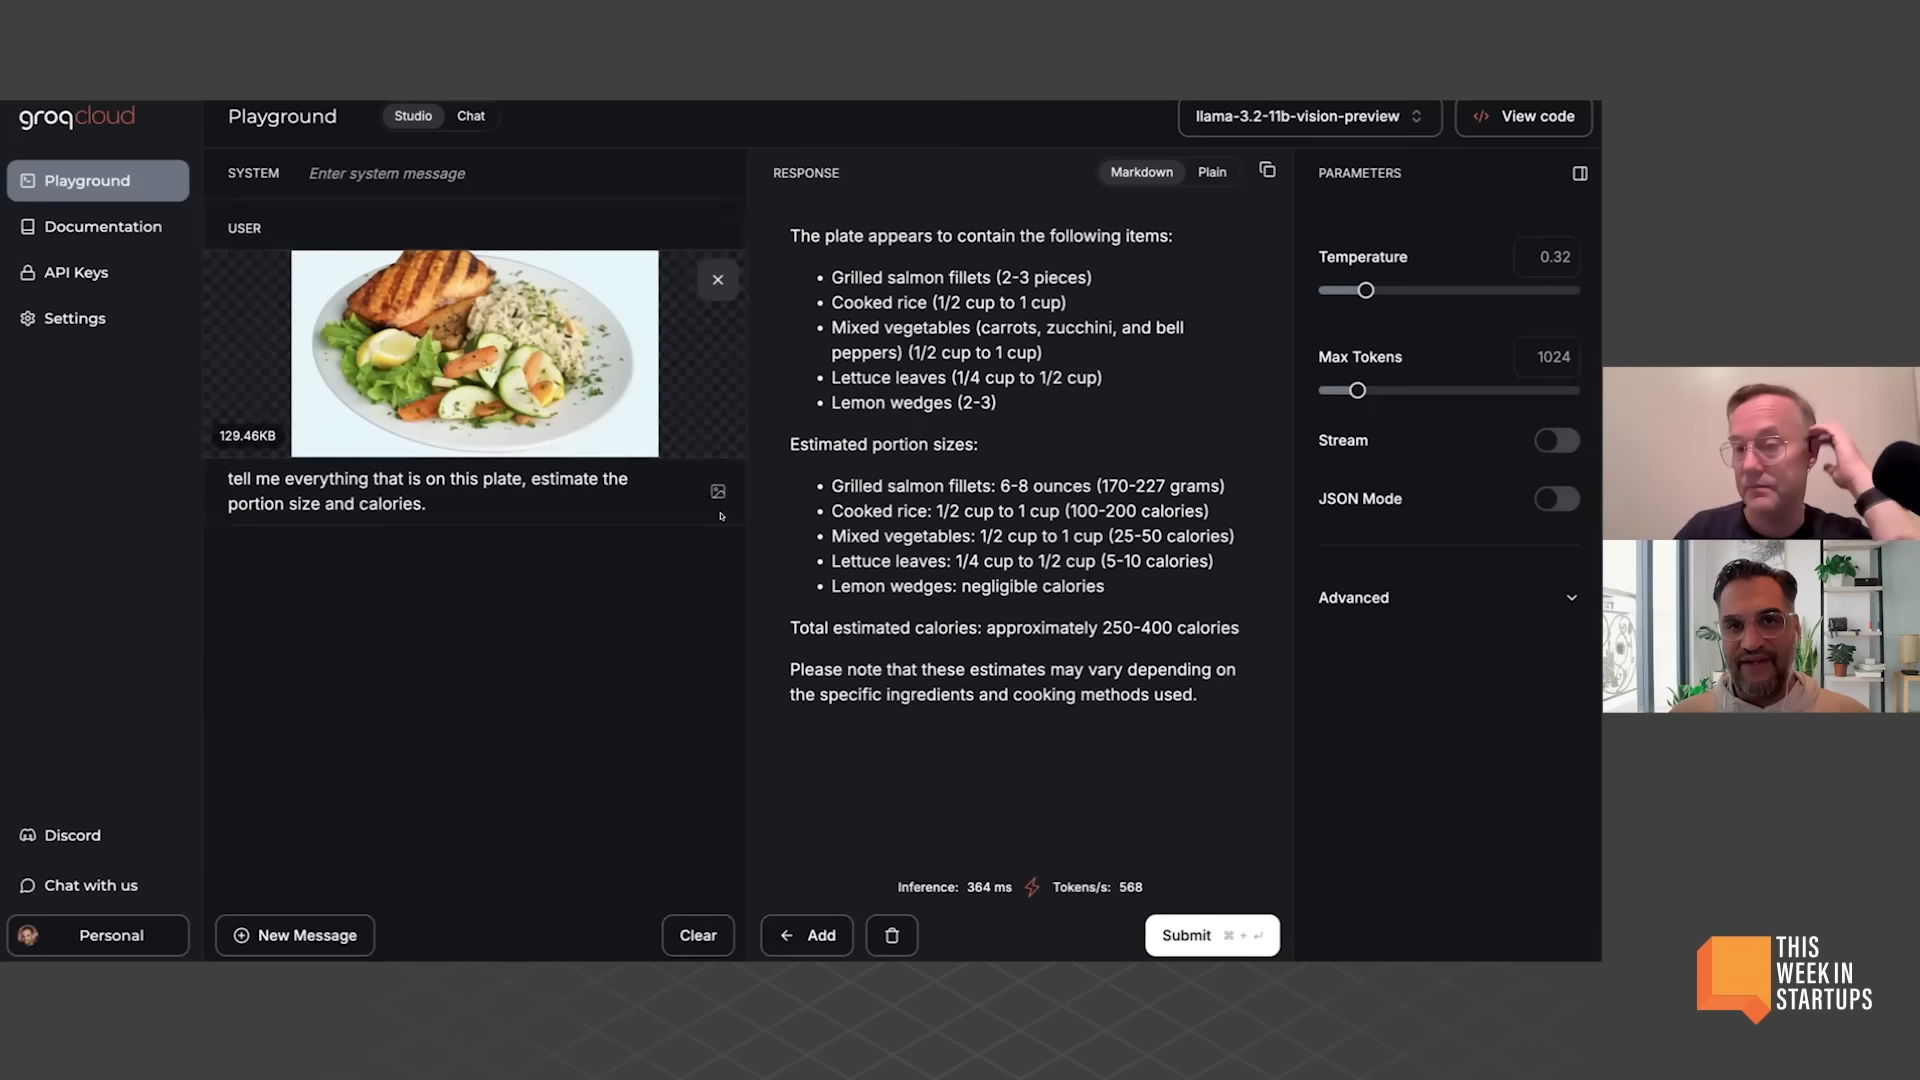 groqcloud
Playground
Studio
Chat
llama-3.2-11b-vision-preview
</> View code
Playground
Documentation
API Keys
Settings
SYSTEM
Enter system message
USER
129.46KB
tell me everything that is on this plate, estimate the
portion size and calories.
RESPONSE
Markdown
Plain
The plate appears to contain the following items:
• Grilled salmon fillets (2-3 pieces)
• Cooked rice (1/2 cup to 1 cup)
• Mixed vegetables (carrots, zucchini, and bell
peppers) (1/2 cup to 1 cup)
• Lettuce leaves (1/4 cup to 1/2 cup)
• Lemon wedges (2-3)
Estimated portion sizes:
• Grilled salmon fillets: 6-8 ounces (170-227 grams)
• Cooked rice: 1/2 cup to 1 cup (100-200 calories)
• Mixed vegetables: 1/2 cup to 1 cup (25-50 calories)
• Lettuce leaves: 1/4 cup to 1/2 cup (5-10 calories)
• Lemon wedges: negligible calories
Total estimated calories: approximately 250-400 calories
Please note that these estimates may vary depending on
the specific ingredients and cooking methods used.
Inference: 364 ms
Tokens/s: 568
PARAMETERS
Temperature
0.32
Max Tokens
1024
Stream
JSON Mode
Advanced
Discord
Chat with us
Personal
New Message
Clear
Add
Submit ⌘ + ↵
THIS
WEEK IN
STARTUPS